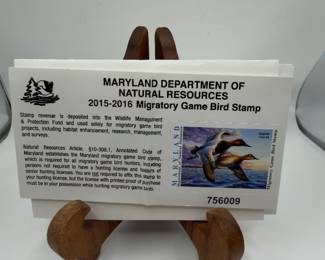 MARYLAND DEPARTMENT OF
NATURAL RESOURCES
2015-2016 Migratory Game Bird Stamp
Stamp revenue is deposited into the Wildlife Management
& Protection Fund and used solely for migratory game bird
projects, including habitat enhancement, research, management,
and surveys.
Natural Resources Article, §10-308.1, Annotated Code of
Maryland establishes the Maryland migratory game bird stamp,
which is required for all migratory game bird hunters, including
persons not required to have a hunting license and holders of
senior hunting licenses. You are not required to affix this stamp to
your hunting license, but the license with printed proof of purchase
must be in your possession while hunting migratory game birds.
MARYLAND
Migratory Game Bird Stamp
756009